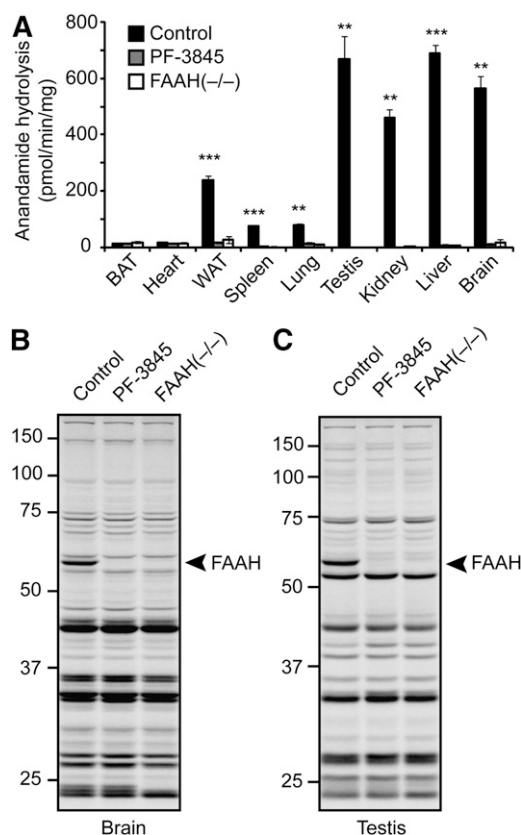 A
Anandamide hydrolysis
(pmol/min/mg)
800
600
400
200
0
Control
PF-3845
FAAH(–/–)
***
***
**
**
**
***
**
BAT
Heart
WAT
Spleen
Lung
Testis
Kidney
Liver
Brain
B
Control
PF-3845
FAAH(–/–)
150
100
75
50
37
25
FAAH
Brain
C
Control
PF-3845
FAAH(–/–)
150
100
75
50
37
25
FAAH
Testis